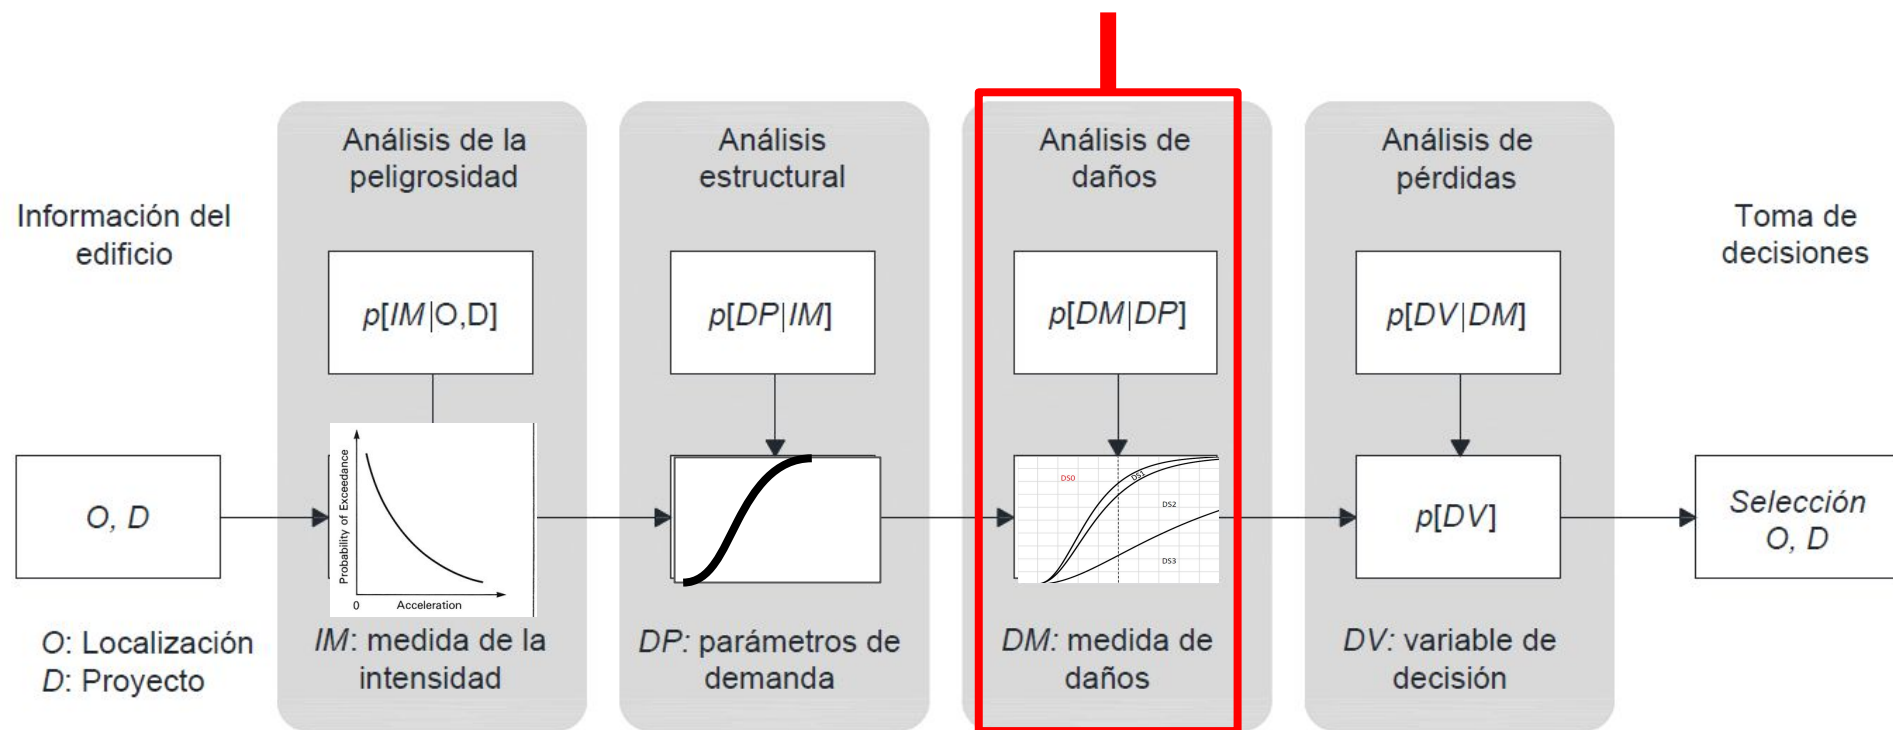 Información del
edificio
O, D
O: Localización
D: Proyecto
Análisis de la
peligrosidad
p[IM|O,D]
Probability of Exceedance
0
Acceleration
IM: medida de la
intensidad
Análisis
estructural
p[DP|IM]
DP: parámetros de
demanda
Análisis de
daños
p[DM|DP]
DS0
DS1
DS2
DS3
DM: medida de
daños
Análisis de
pérdidas
p[DV|DM]
p[DV]
DV: variable de
decisión
Toma de
decisiones
Selección
O, D